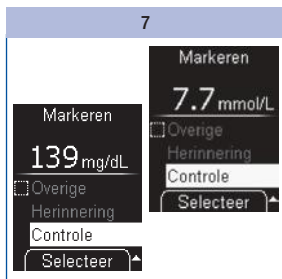 7
Markeren
139 mg/dL
Overige
Herinnering
Controle
Selecteer
Markeren
7.7 mmol/L
Overige
Herinnering
Controle
Selecteer